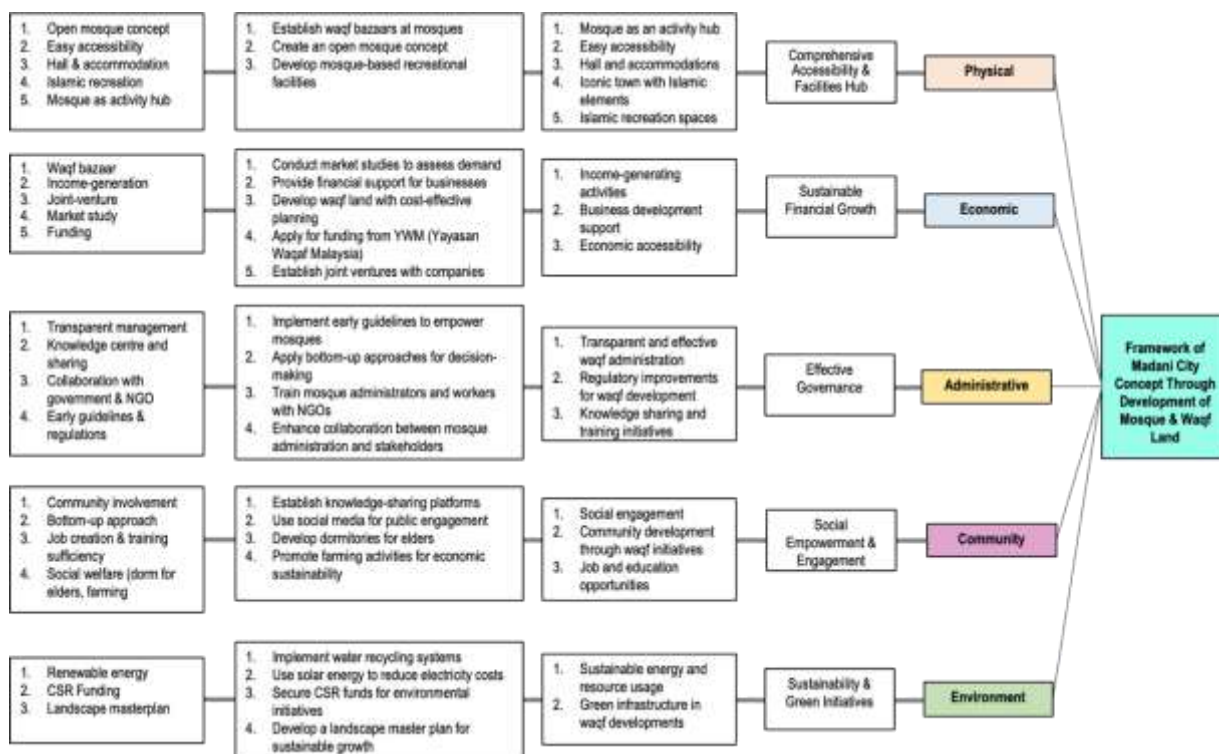 1. Open mosque concept
2. Easy accessibility
3. Hall & accommodation
4. Islamic recreation
5. Mosque as activity hub
1. Establish waqf bazaars at mosques
2. Create an open mosque concept
3. Develop mosque-based recreational
facilities
1. Mosque as an activity hub
2. Easy accessibility
3. Hall and accommodations
4. Iconic town with Islamic
elements
5. Islamic recreation spaces
Comprehensive
Accessibility &
Facilities Hub
Physical
1. Waqf bazaar
2. Income-generation
3. Joint-venture
4. Market study
5. Funding
1. Conduct market studies to assess demand
2. Provide financial support for businesses
3. Develop waqf land with cost-effective
planning
4. Apply for funding from YWM (Yayasan
Waqaf Malaysia)
5. Establish joint ventures with companies
1. Income-generating
activities
2. Business development
support
3. Economic accessibility
Sustainable
Financial Growth
Economic
1. Transparent management
2. Knowledge centre and
sharing
3. Collaboration with
government & NGO
4. Early guidelines &
regulations
1. Implement early guidelines to empower
mosques
2. Apply bottom-up approaches for decision-
making
3. Train mosque administrators and workers
with NGOs
4. Enhance collaboration between mosque
administration and stakeholders
1. Transparent and effective
waqf administration
2. Regulatory improvements
for waqf development
3. Knowledge sharing and
training initiatives
Effective
Governance
Administrative
Framework of
Madani City
Concept Through
Development of
Mosque & Waqf
Land
1. Community involvement
2. Bottom-up approach
3. Job creation & training
sufficiency
4. Social welfare (dorm for
elders, farming
1. Establish knowledge-sharing platforms
2. Use social media for public engagement
3. Develop dormitories for elders
4. Promote farming activities for economic
sustainability
1. Social engagement
2. Community development
through waqf initiatives
3. Job and education
opportunities
Social
Empowerment &
Engagement
Community
1. Renewable energy
2. CSR Funding
3. Landscape masterplan
1. Implement water recycling systems
2. Use solar energy to reduce electricity costs
3. Secure CSR funds for environmental
initiatives
4. Develop a landscape master plan for
sustainable growth
1. Sustainable energy and
resource usage
2. Green infrastructure in
waqf developments
Sustainability &
Green Initiatives
Environment